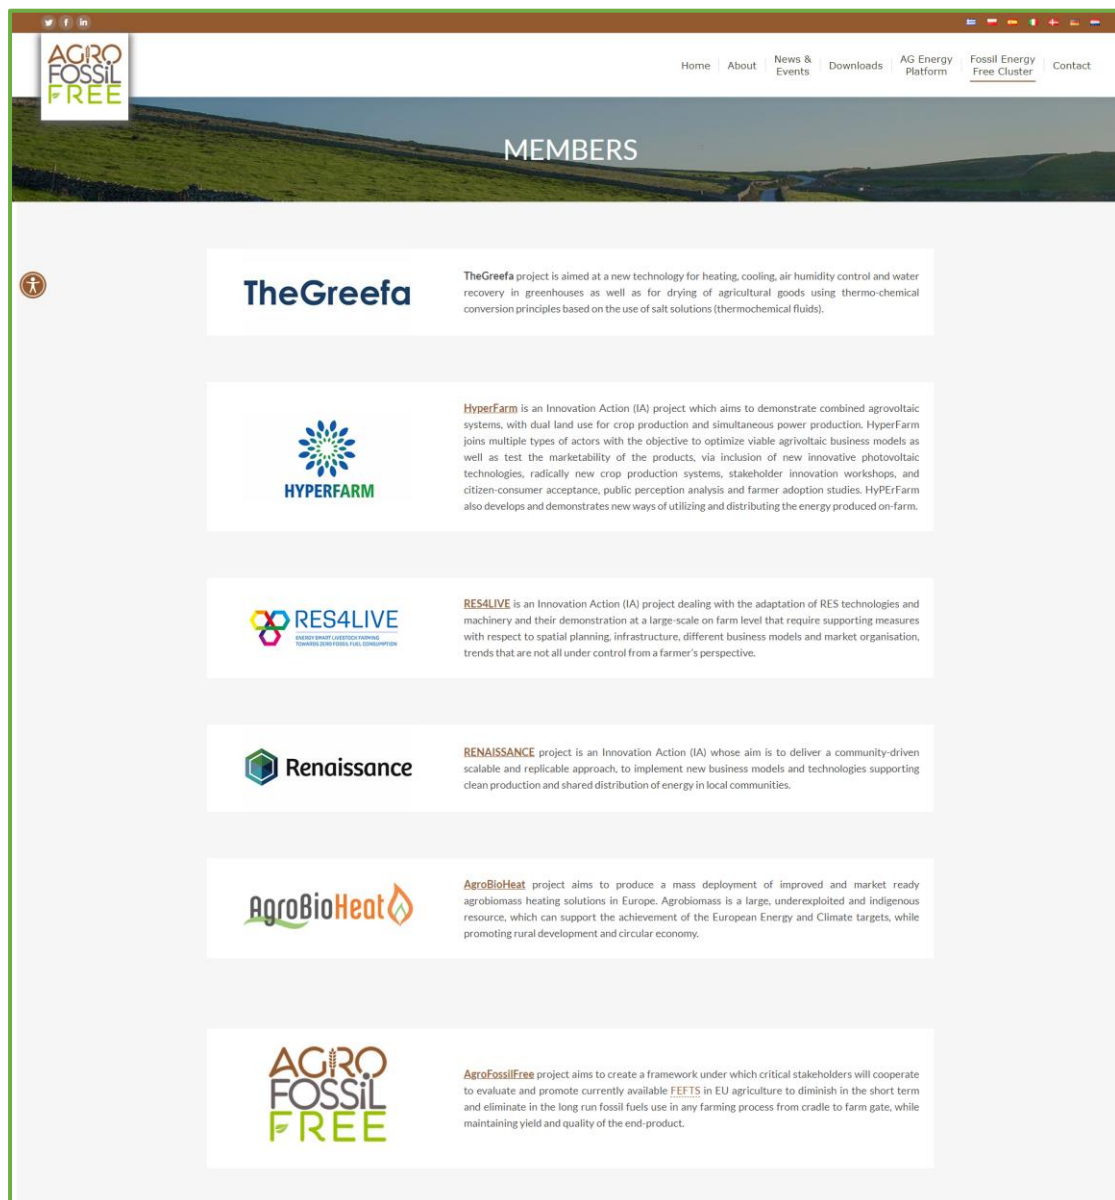 AGRO
FOSSIL
FREE
Home
About
News &
Events
Downloads
AG Energy
Platform
Fossil Energy
Free Cluster
Contact
MEMBERS
TheGreefa
TheGreefa project is aimed at a new technology for heating, cooling, air humidity control and water
recovery in greenhouses as well as for drying of agricultural goods using thermo-chemical
conversion principles based on the use of salt solutions (thermochemical fluids).
HYPERFARM
HyperFarm is an Innovation Action (IA) project which aims to demonstrate combined agrovoltaic
systems, with dual land use for crop production and simultaneous power production. HyperFarm
joins multiple types of actors with the objective to optimize viable agrivoltaic business models as
well as test the marketability of the products, via inclusion of new innovative photovoltaic
technologies, radically new crop production systems, stakeholder innovation workshops, and
citizen-consumer acceptance, public perception analysis and farmer adoption studies. HyPErFarm
also develops and demonstrates new ways of utilizing and distributing the energy produced on-farm.
RES4LIVE
ENERGY SMART LIVESTOCK FARMING
TOWARDS ZERO FOSSIL FUEL CONSUMPTION
RES4LIVE is an Innovation Action (IA) project dealing with the adaptation of RES technologies and
machinery and their demonstration at a large-scale on farm level that require supporting measures
with respect to spatial planning, infrastructure, different business models and market organisation,
trends that are not all under control from a farmer's perspective.
Renaissance
RENAISSANCE project is an Innovation Action (IA) whose aim is to deliver a community-driven
scalable and replicable approach, to implement new business models and technologies supporting
clean production and shared distribution of energy in local communities.
AgroBioHeat
AgroBioHeat project aims to produce a mass deployment of improved and market ready
agrobiomass heating solutions in Europe. Agrobiomass is a large, underexploited and indigenous
resource, which can support the achievement of the European Energy and Climate targets, while
promoting rural development and circular economy.
AGRO
FOSSIL
FREE
AgroFossilFree project aims to create a framework under which critical stakeholders will cooperate
to evaluate and promote currently available FEFTS in EU agriculture to diminish in the short term
and eliminate in the long run fossil fuels use in any farming process from cradle to farm gate, while
maintaining yield and quality of the end-product.